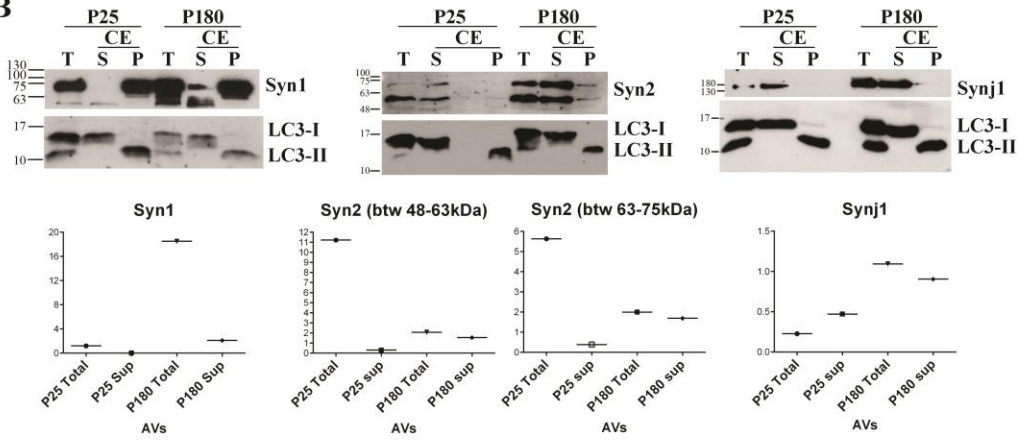 B
P25 P180
CE CE
T S P T S P
130
100
75
63
Syn1
17
10
LC3-I
LC3-II
P25 P180
CE CE
T S P T S P
100
75
63
48
Syn2
17
10
LC3-I
LC3-II
P25 P180
CE CE
T S P T S P
180
130
Synj1
17
10
LC3-I
LC3-II
Syn1
20
16
12
8
4
0
P25 Total
P25 Sup
P180 Total
P180 Sup
AVs
Syn2 (btw 48-63kDa)
12
11
10
9
8
7
6
5
4
3
2
1
0
P25 Total
P25 sup
P180 Total
P180 sup
AVs
Syn2 (btw 63-75kDa)
6
5
4
3
2
1
0
P25 Total
P25 sup
P180 Total
P180 sup
AVs
Synj1
1.5
1.0
0.5
0.0
P25 Total
P25 sup
P180 Total
P180 sup
AVs